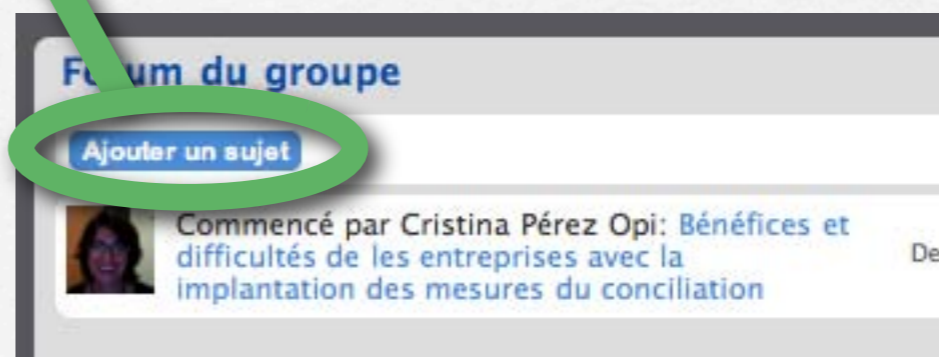 Forum du groupe
Ajouter un sujet
Commencé par Cristina Pérez Opi: Bénéfices et
difficultés de les entreprises avec la
implantation des mesures du conciliation